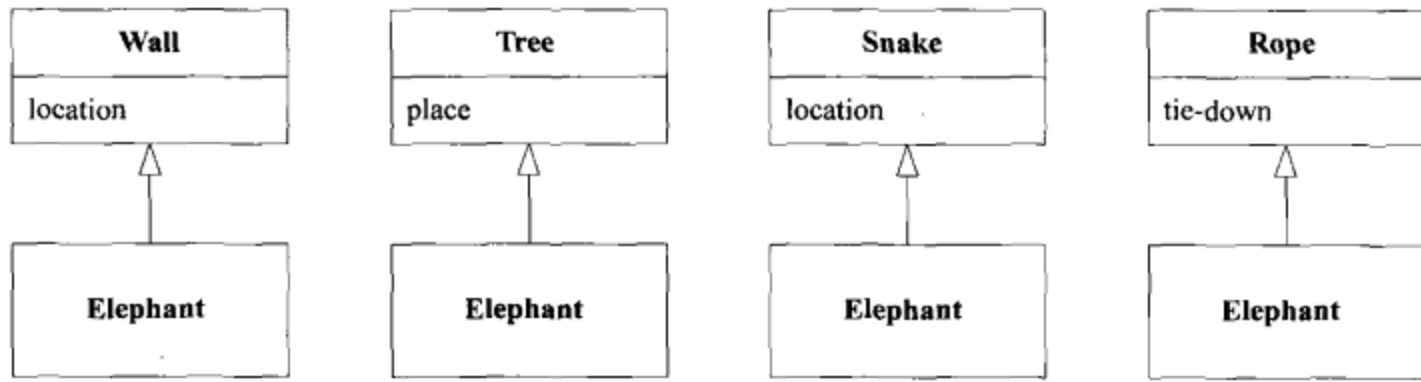 Wall
location
Elephant
Tree
place
Elephant
Snake
location
Elephant
Rope
tie-down
Elephant